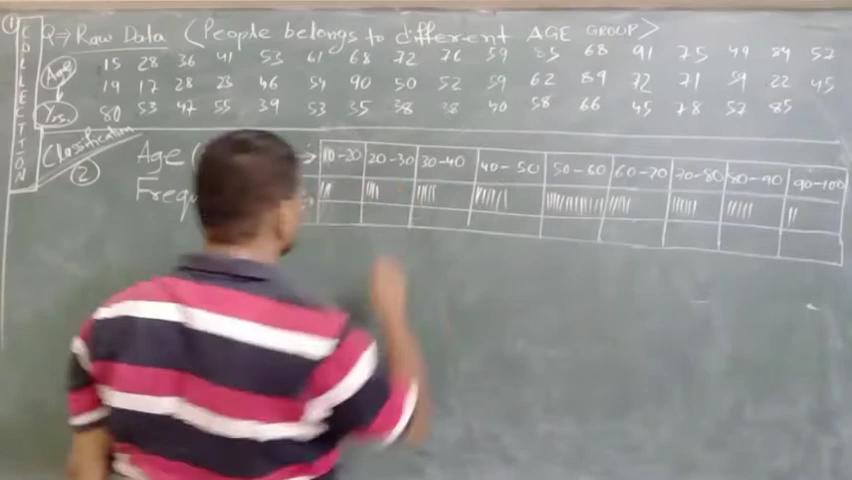 ① Q⇒ Raw Data (People belongs to different AGE GROUP)
COLLECTION
Age 15 28 36 41 53 61 68 72 76 59 85 68 91 75 49 84 57
↓ 19 17 28 23 46 54 90 50 52 59 62 89 72 71 59 22 45
Yrs. 80 53 47 55 39 53 35 38 28 40 58 66 45 78 57 85
Classification
②
Age ( 10-20 20-30 30-40 40-50 50-60 60-70 70-80 80-90 90-100
Frequ